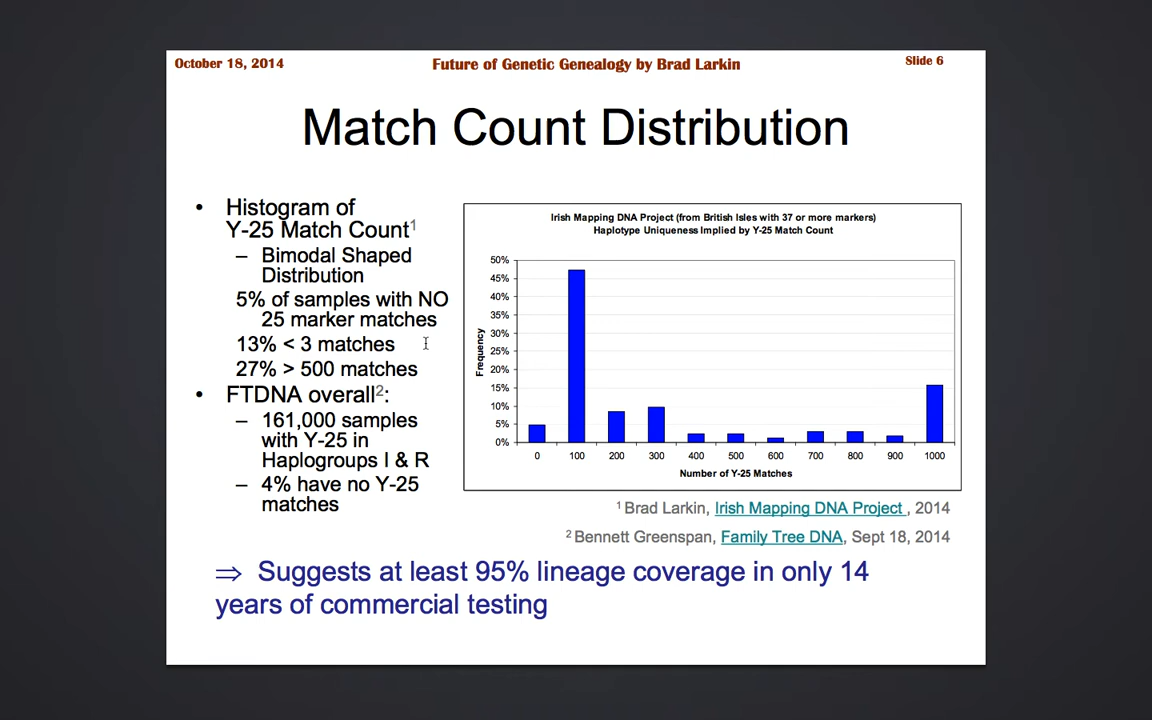 October 18, 2014
Future of Genetic Genealogy by Brad Larkin
Slide 6
Match Count Distribution
• Histogram of
Y-25 Match Count1
– Bimodal Shaped
Distribution
5% of samples with NO
25 marker matches
13% < 3 matches
27% > 500 matches
• FTDNA overall2:
– 161,000 samples
with Y-25 in
Haplogroups I & R
– 4% have no Y-25
matches
Irish Mapping DNA Project (from British Isles with 37 or more markers)
Haplotype Uniqueness Implied by Y-25 Match Count
50%
45%
40%
35%
30%
25%
20%
15%
10%
5%
0%
Frequency
0 100 200 300 400 500 600 700 800 900 1000
Number of Y-25 Matches
1 Brad Larkin, Irish Mapping DNA Project , 2014
2 Bennett Greenspan, Family Tree DNA, Sept 18, 2014
⇒ Suggests at least 95% lineage coverage in only 14
years of commercial testing